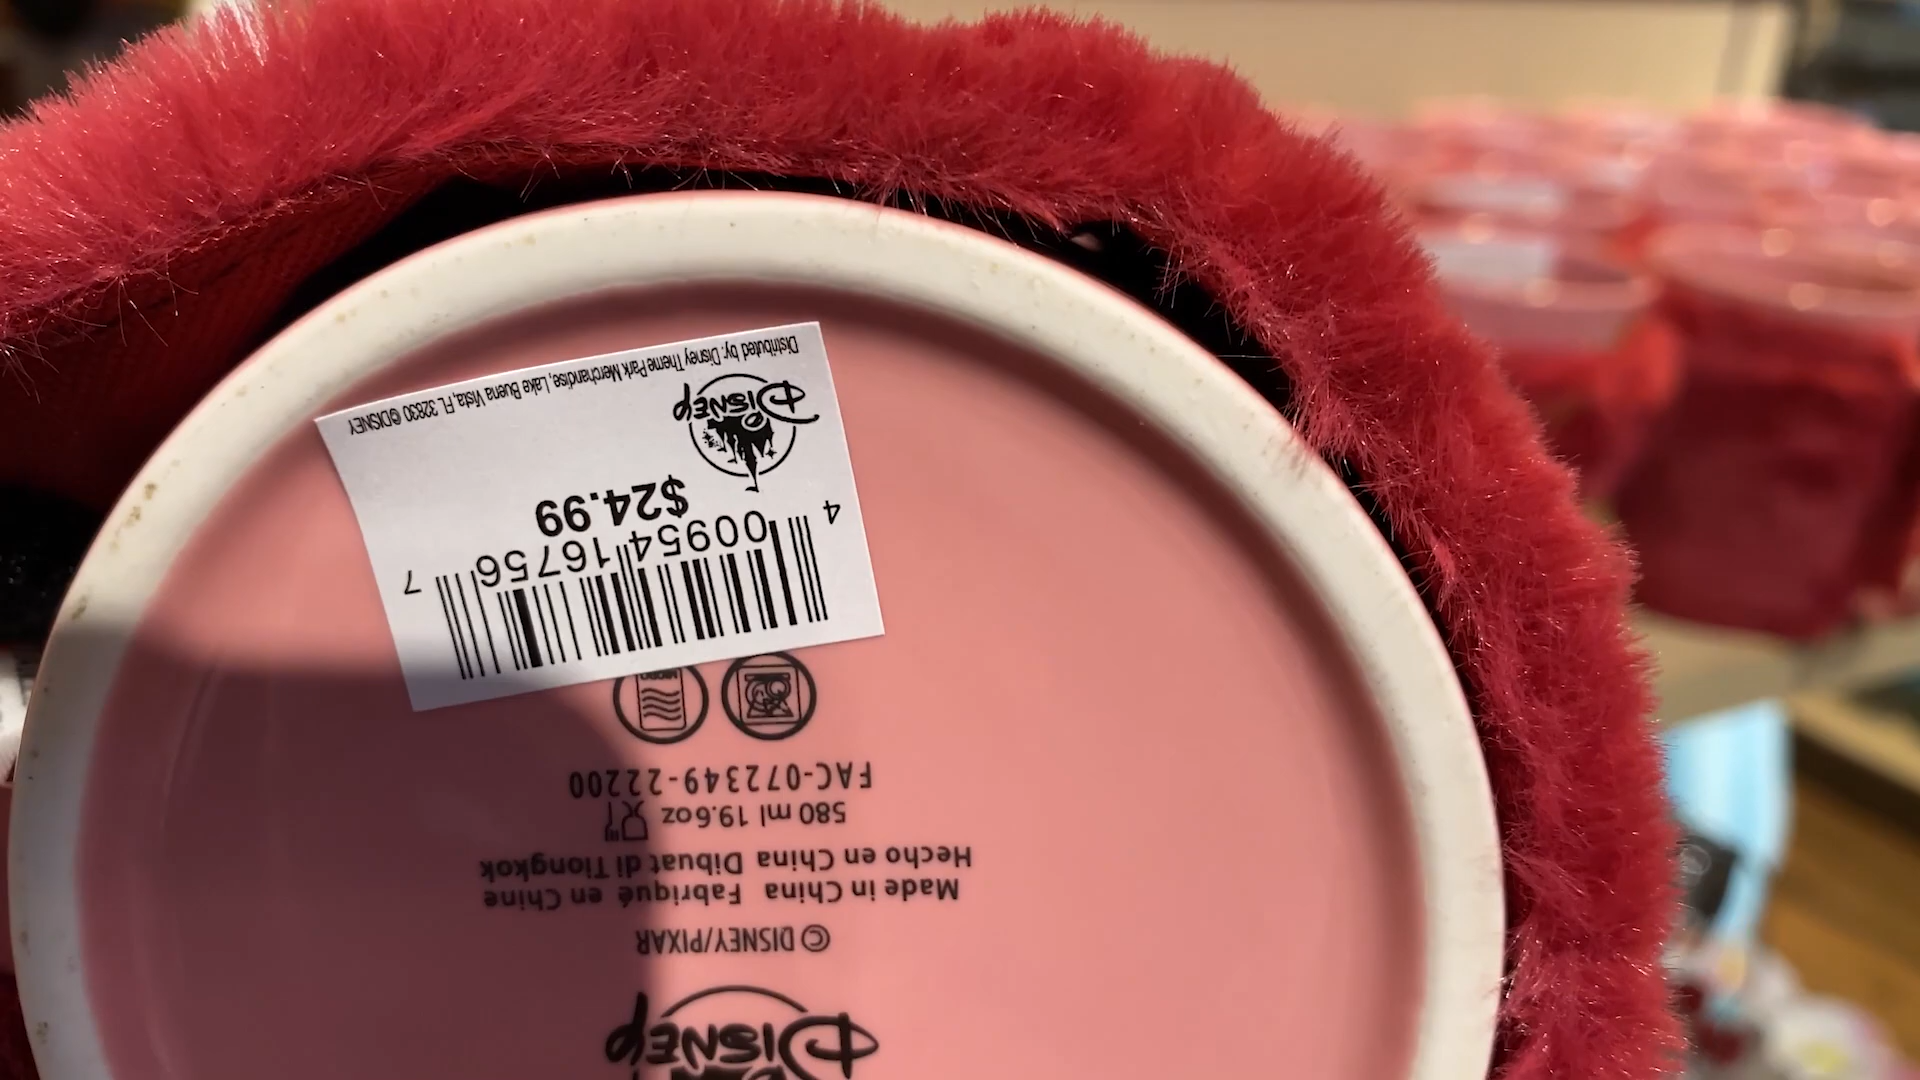 Disney
© DISNEY/PIXAR
Made in China Fabriqué en Chine
Hecho en China Dibuat di Tiongkok
580 ml 19.6oz
FAC-072349-22200
MICRO
4 00954 16756 7
$24.99
Disney
Distributed by: Disney Theme Park Merchandise, Lake Buena Vista, FL 32830 @DISNEY